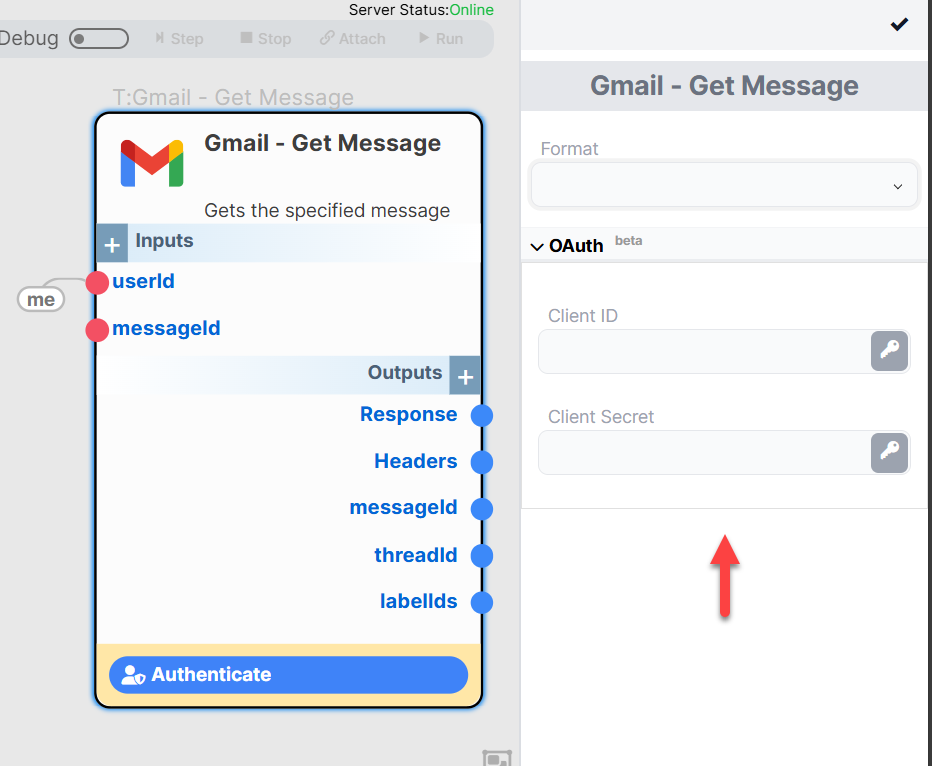 Server Status:Online
Debug
Step
Stop
Attach
Run
T:Gmail - Get Message
Gmail - Get Message
Gets the specified message
Inputs
userId
me
messageId
Outputs
Response
Headers
messageId
threadId
labelIds
Authenticate
Gmail - Get Message
Format
OAuth beta
Client ID
Client Secret